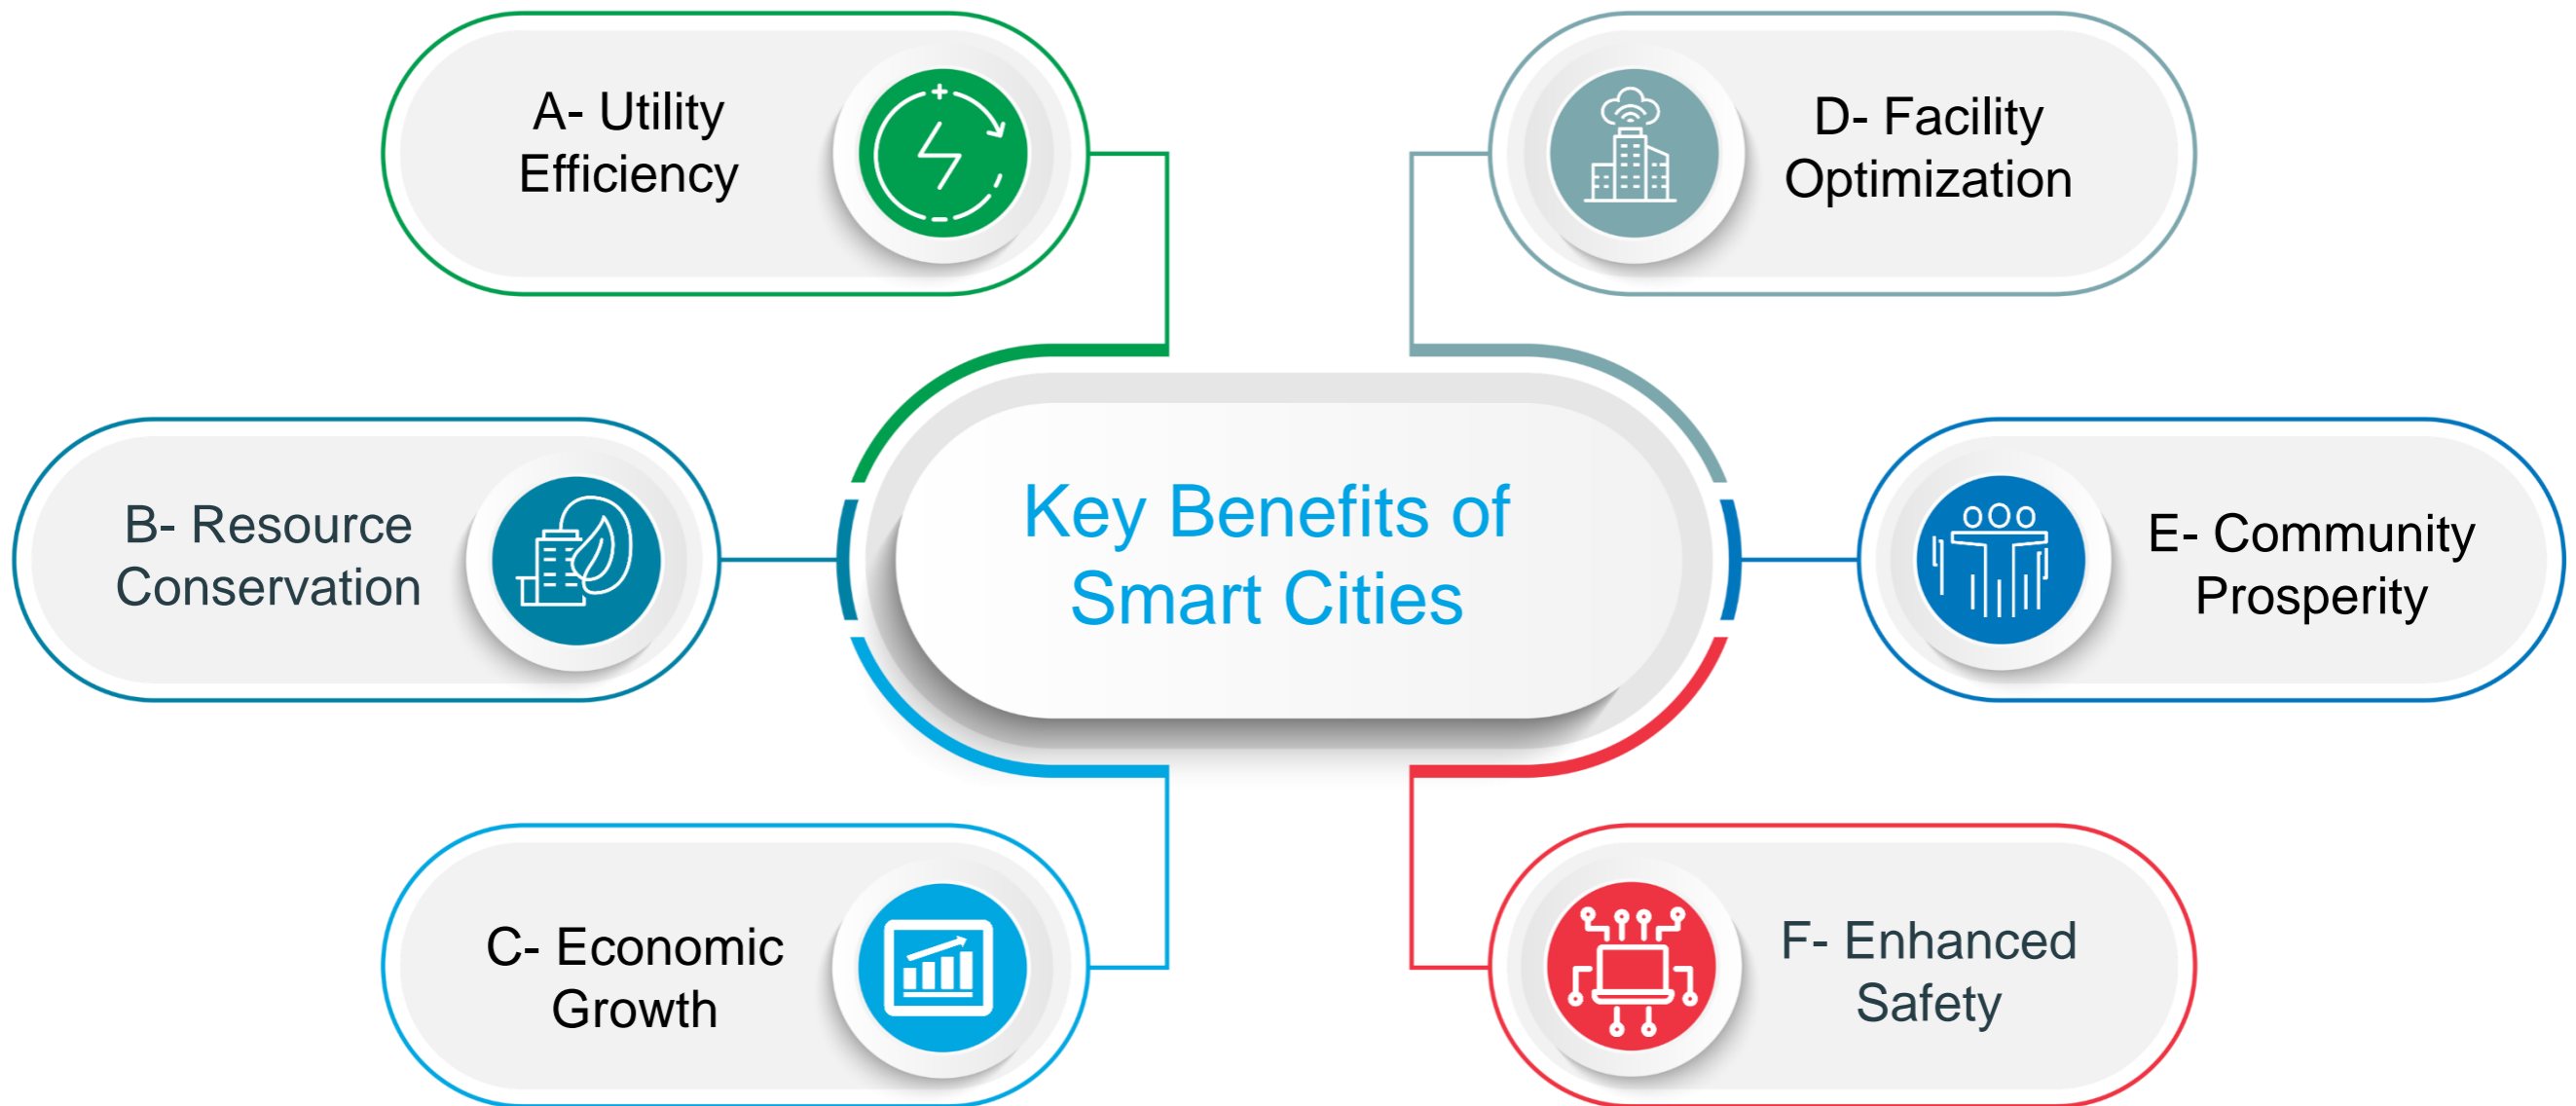 A- Utility
Efficiency
B- Resource
Conservation
C- Economic
Growth
Key Benefits of
Smart Cities
D- Facility
Optimization
E- Community
Prosperity
F- Enhanced
Safety